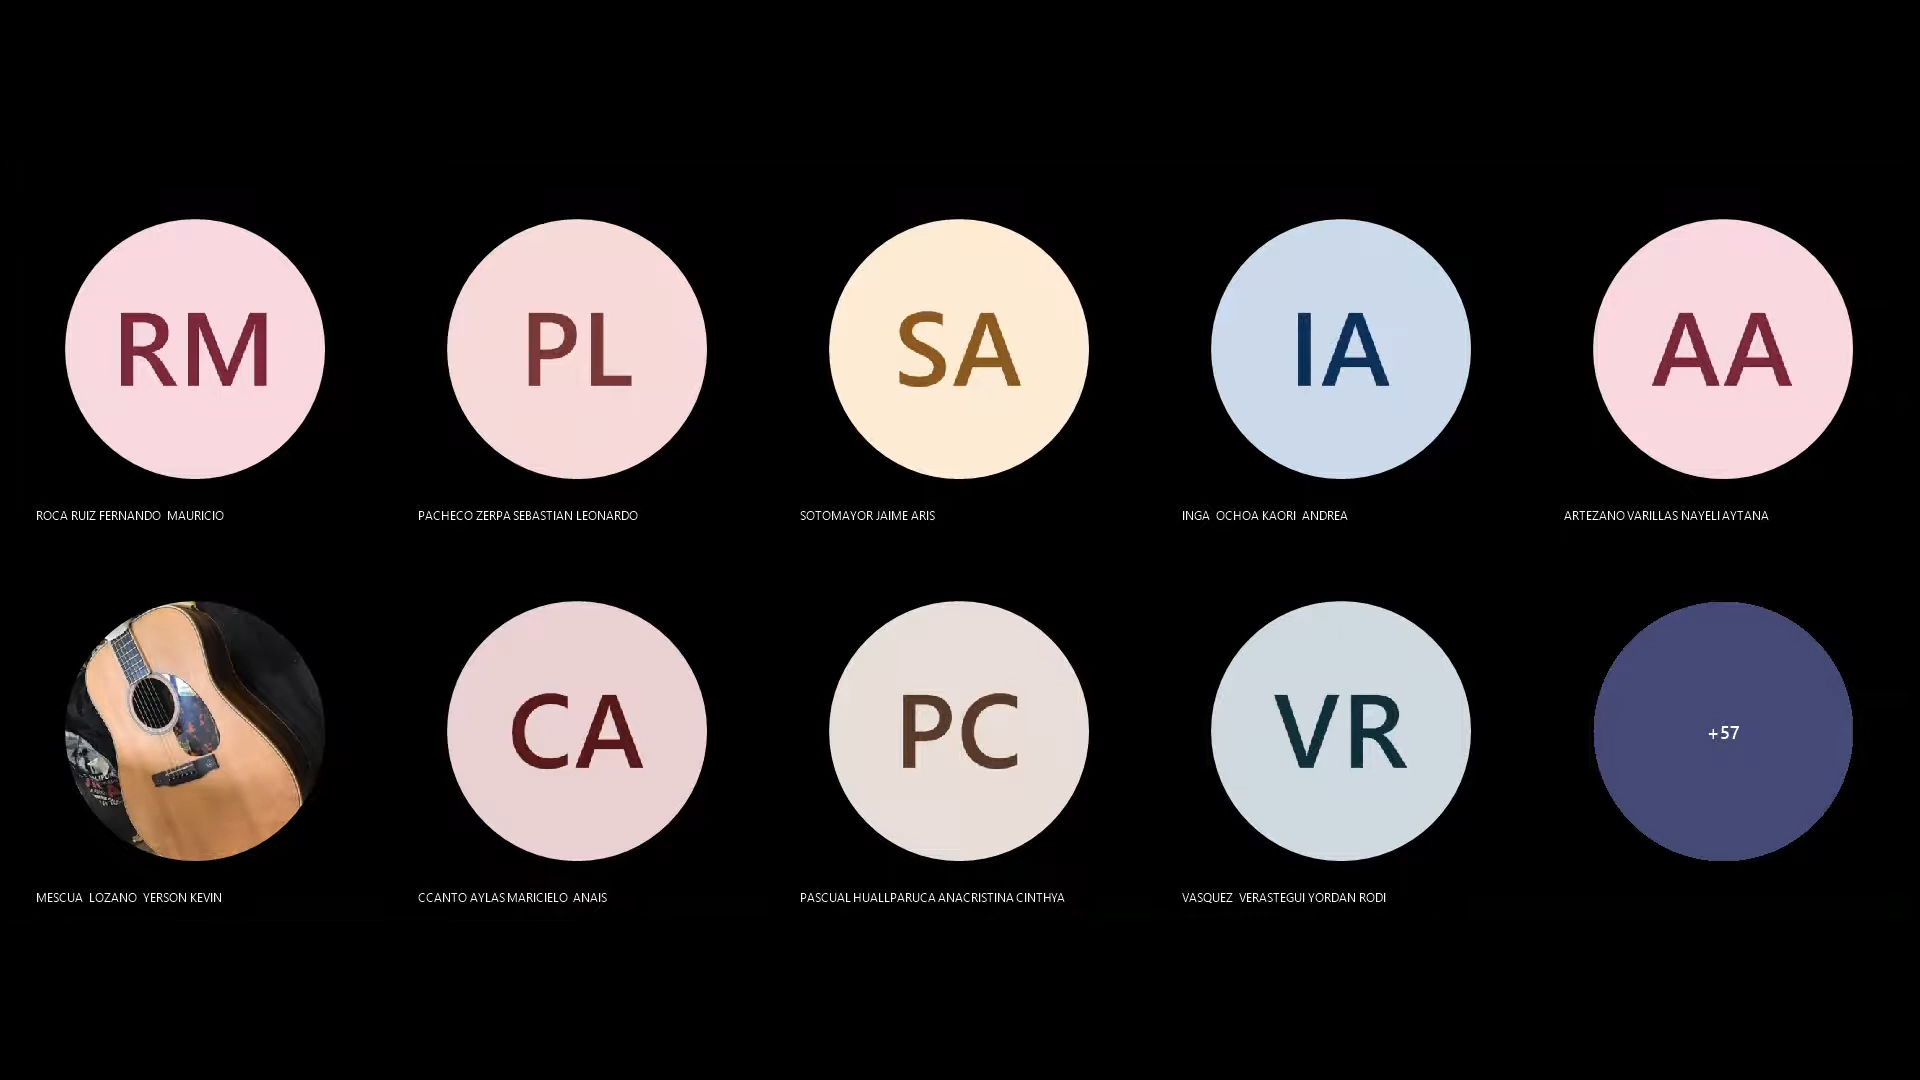 RM
PL
SA
IA
AA
ROCA RUIZ FERNANDO MAURICIO
PACHECO ZERPA SEBASTIAN LEONARDO
SOTOMAYOR JAIME ARIS
INGA OCHOA KAORI ANDREA
ARTEZANO VARILLAS NAYELI AYTANA
CA
PC
VR
+57
MESCUA LOZANO YERSON KEVIN
CCANTO AYLAS MARICIELO ANAIS
PASCUAL HUALLPARUCA ANACRISTINA CINTHYA
VASQUEZ VERASTEGUI YORDAN RODI